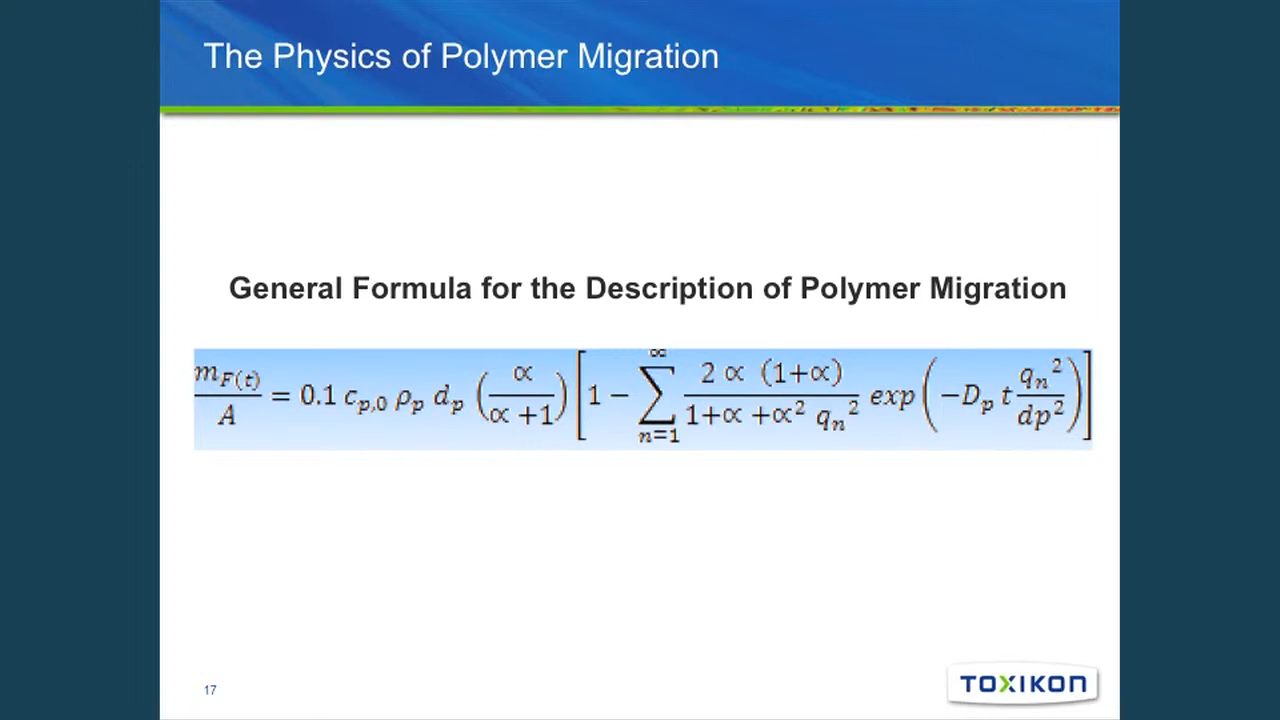 The Physics of Polymer Migration
General Formula for the Description of Polymer Migration
m_F(t)/A = 0.1 c_p,0 ρ_p d_p (∝/(∝ +1)) [1 − ∑_{n=1}^{∞} (2 ∝ (1+∝))/(1+∝ +∝² q_n²) exp(−D_p t q_n²/dp²)]
17
TOXIKON